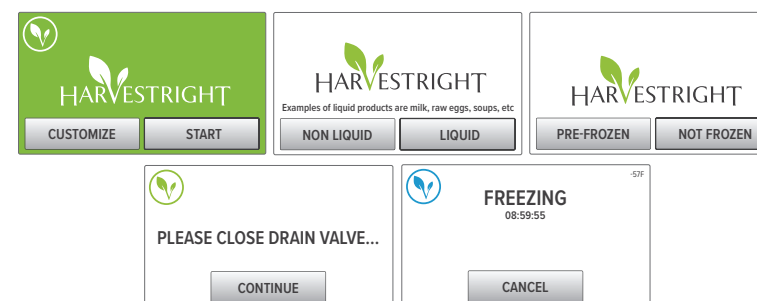 HARVESTRIGHT
CUSTOMIZE START
HARVESTRIGHT
Examples of liquid products are milk, raw eggs, soups, etc
NON LIQUID LIQUID
HARVESTRIGHT
PRE-FROZEN NOT FROZEN
PLEASE CLOSE DRAIN VALVE...
CONTINUE
-57F
FREEZING
08:59:55
CANCEL